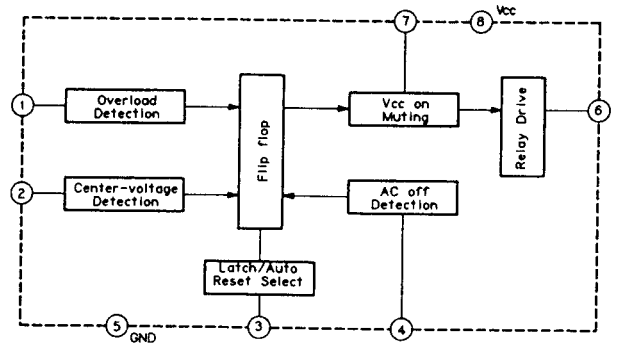 7
8
Vcc
1
Overload
Detection
Flip flop
Vcc on
Muting
Relay Drive
6
2
Center-voltage
Detection
AC off
Detection
Latch/Auto
Reset Select
5
GND
3
4